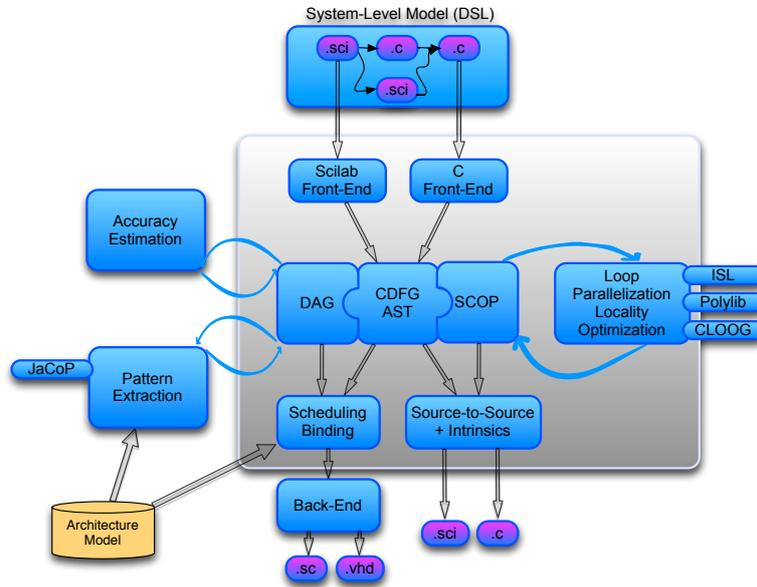 System-Level Model (DSL)
.sci
.c
.c
.sci
Scilab
Front-End
C
Front-End
Accuracy
Estimation
DAG
CDFG
AST
SCOP
Loop
Parallelization
Locality
Optimization
ISL
Polylib
CLOOG
JaCoP
Pattern
Extraction
Scheduling
Binding
Source-to-Source
+ Intrinsics
Architecture
Model
Back-End
.sci
.c
.sc
.vhd